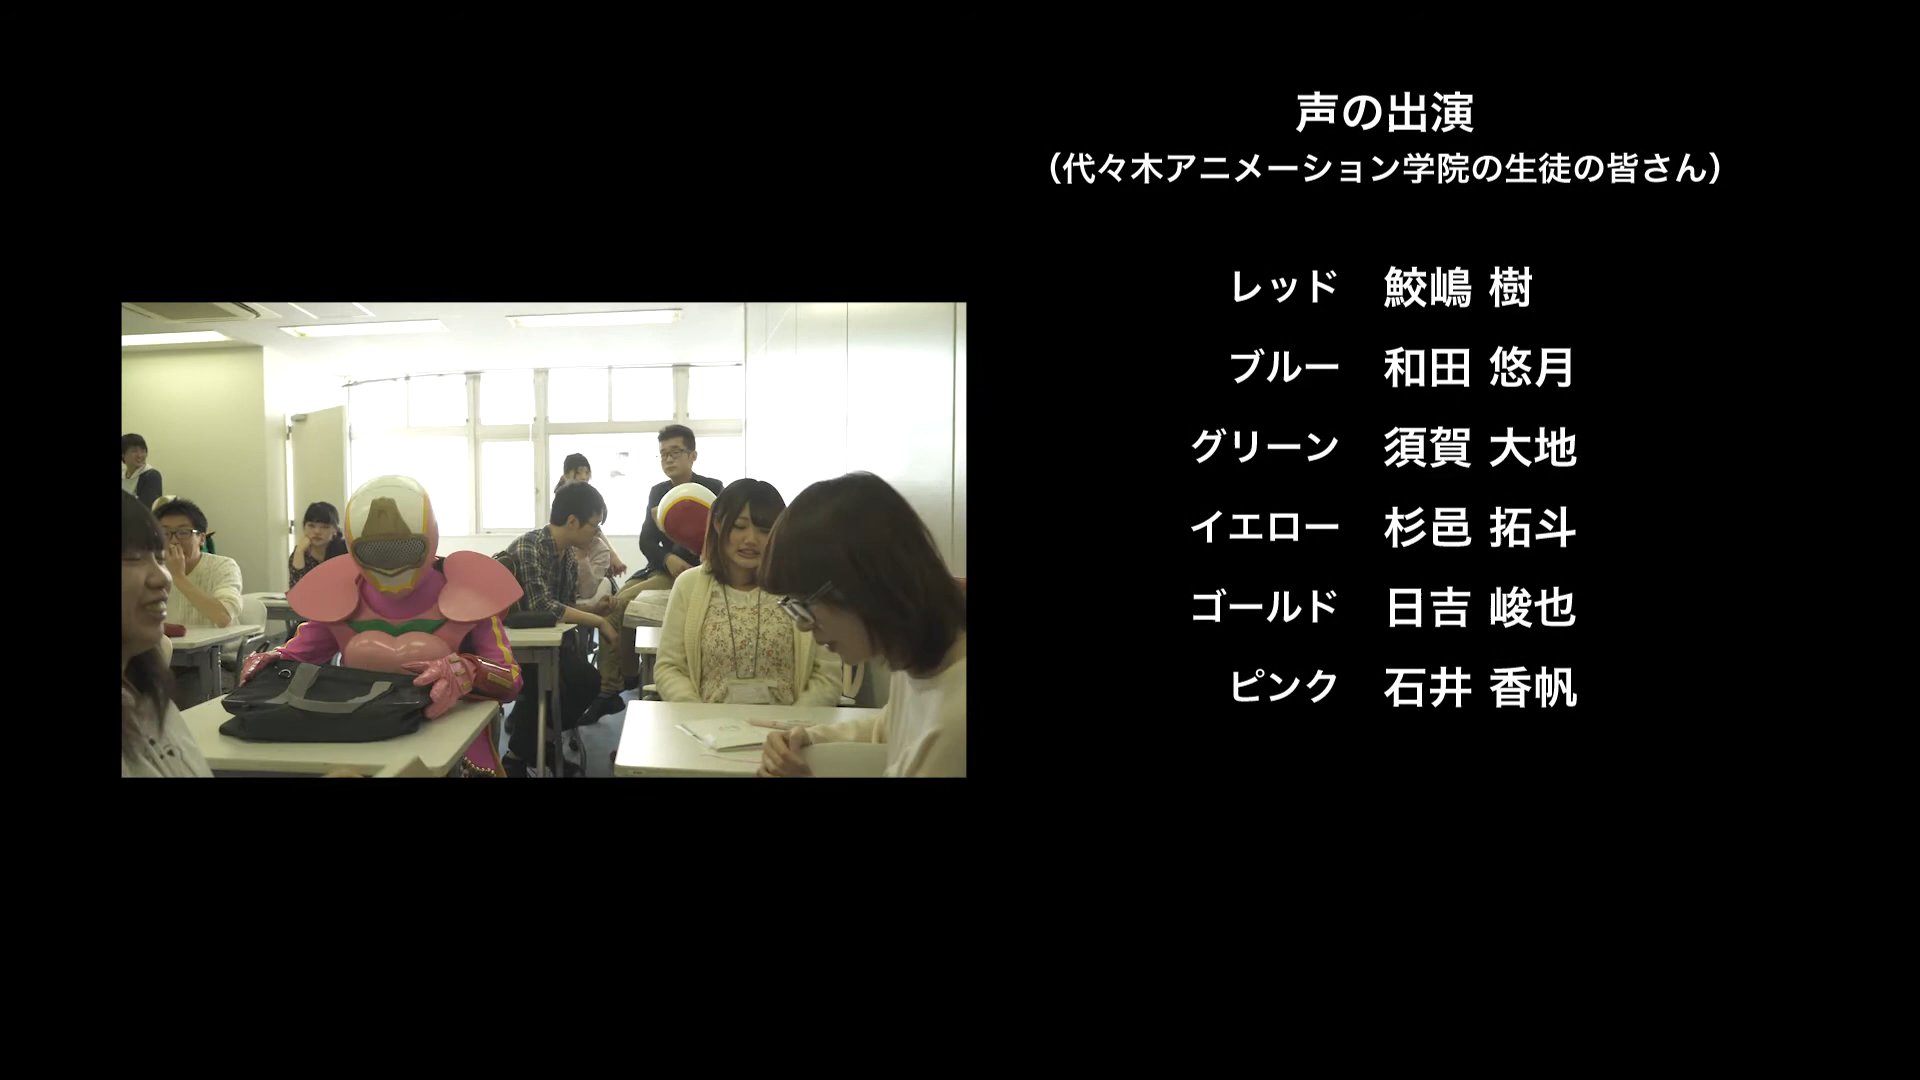 声の出演
（代々木アニメーション学院の生徒の皆さん）
レッド 鮫嶋 樹
ブルー 和田 悠月
グリーン 須賀 大地
イエロー 杉邑 拓斗
ゴールド 日吉 峻也
ピンク 石井 香帆